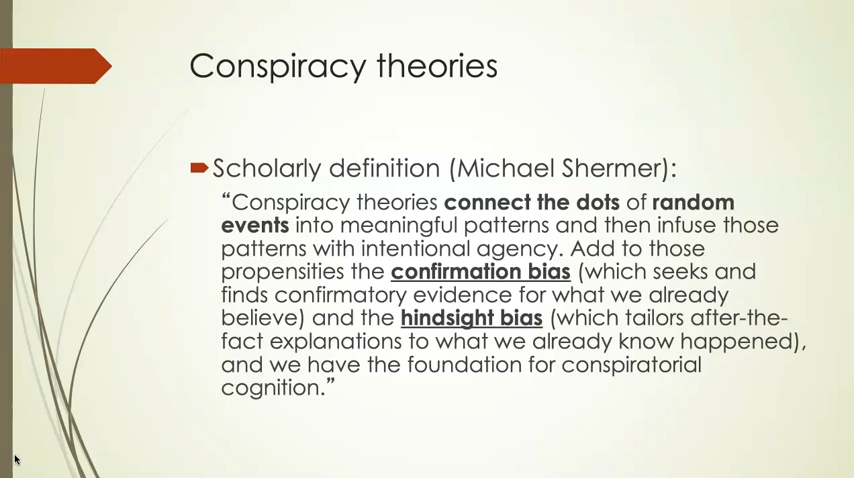 Conspiracy theories
Scholarly definition (Michael Shermer):
“Conspiracy theories connect the dots of random
events into meaningful patterns and then infuse those
patterns with intentional agency. Add to those
propensities the confirmation bias (which seeks and
finds confirmatory evidence for what we already
believe) and the hindsight bias (which tailors after-the-
fact explanations to what we already know happened),
and we have the foundation for conspiratorial
cognition.”